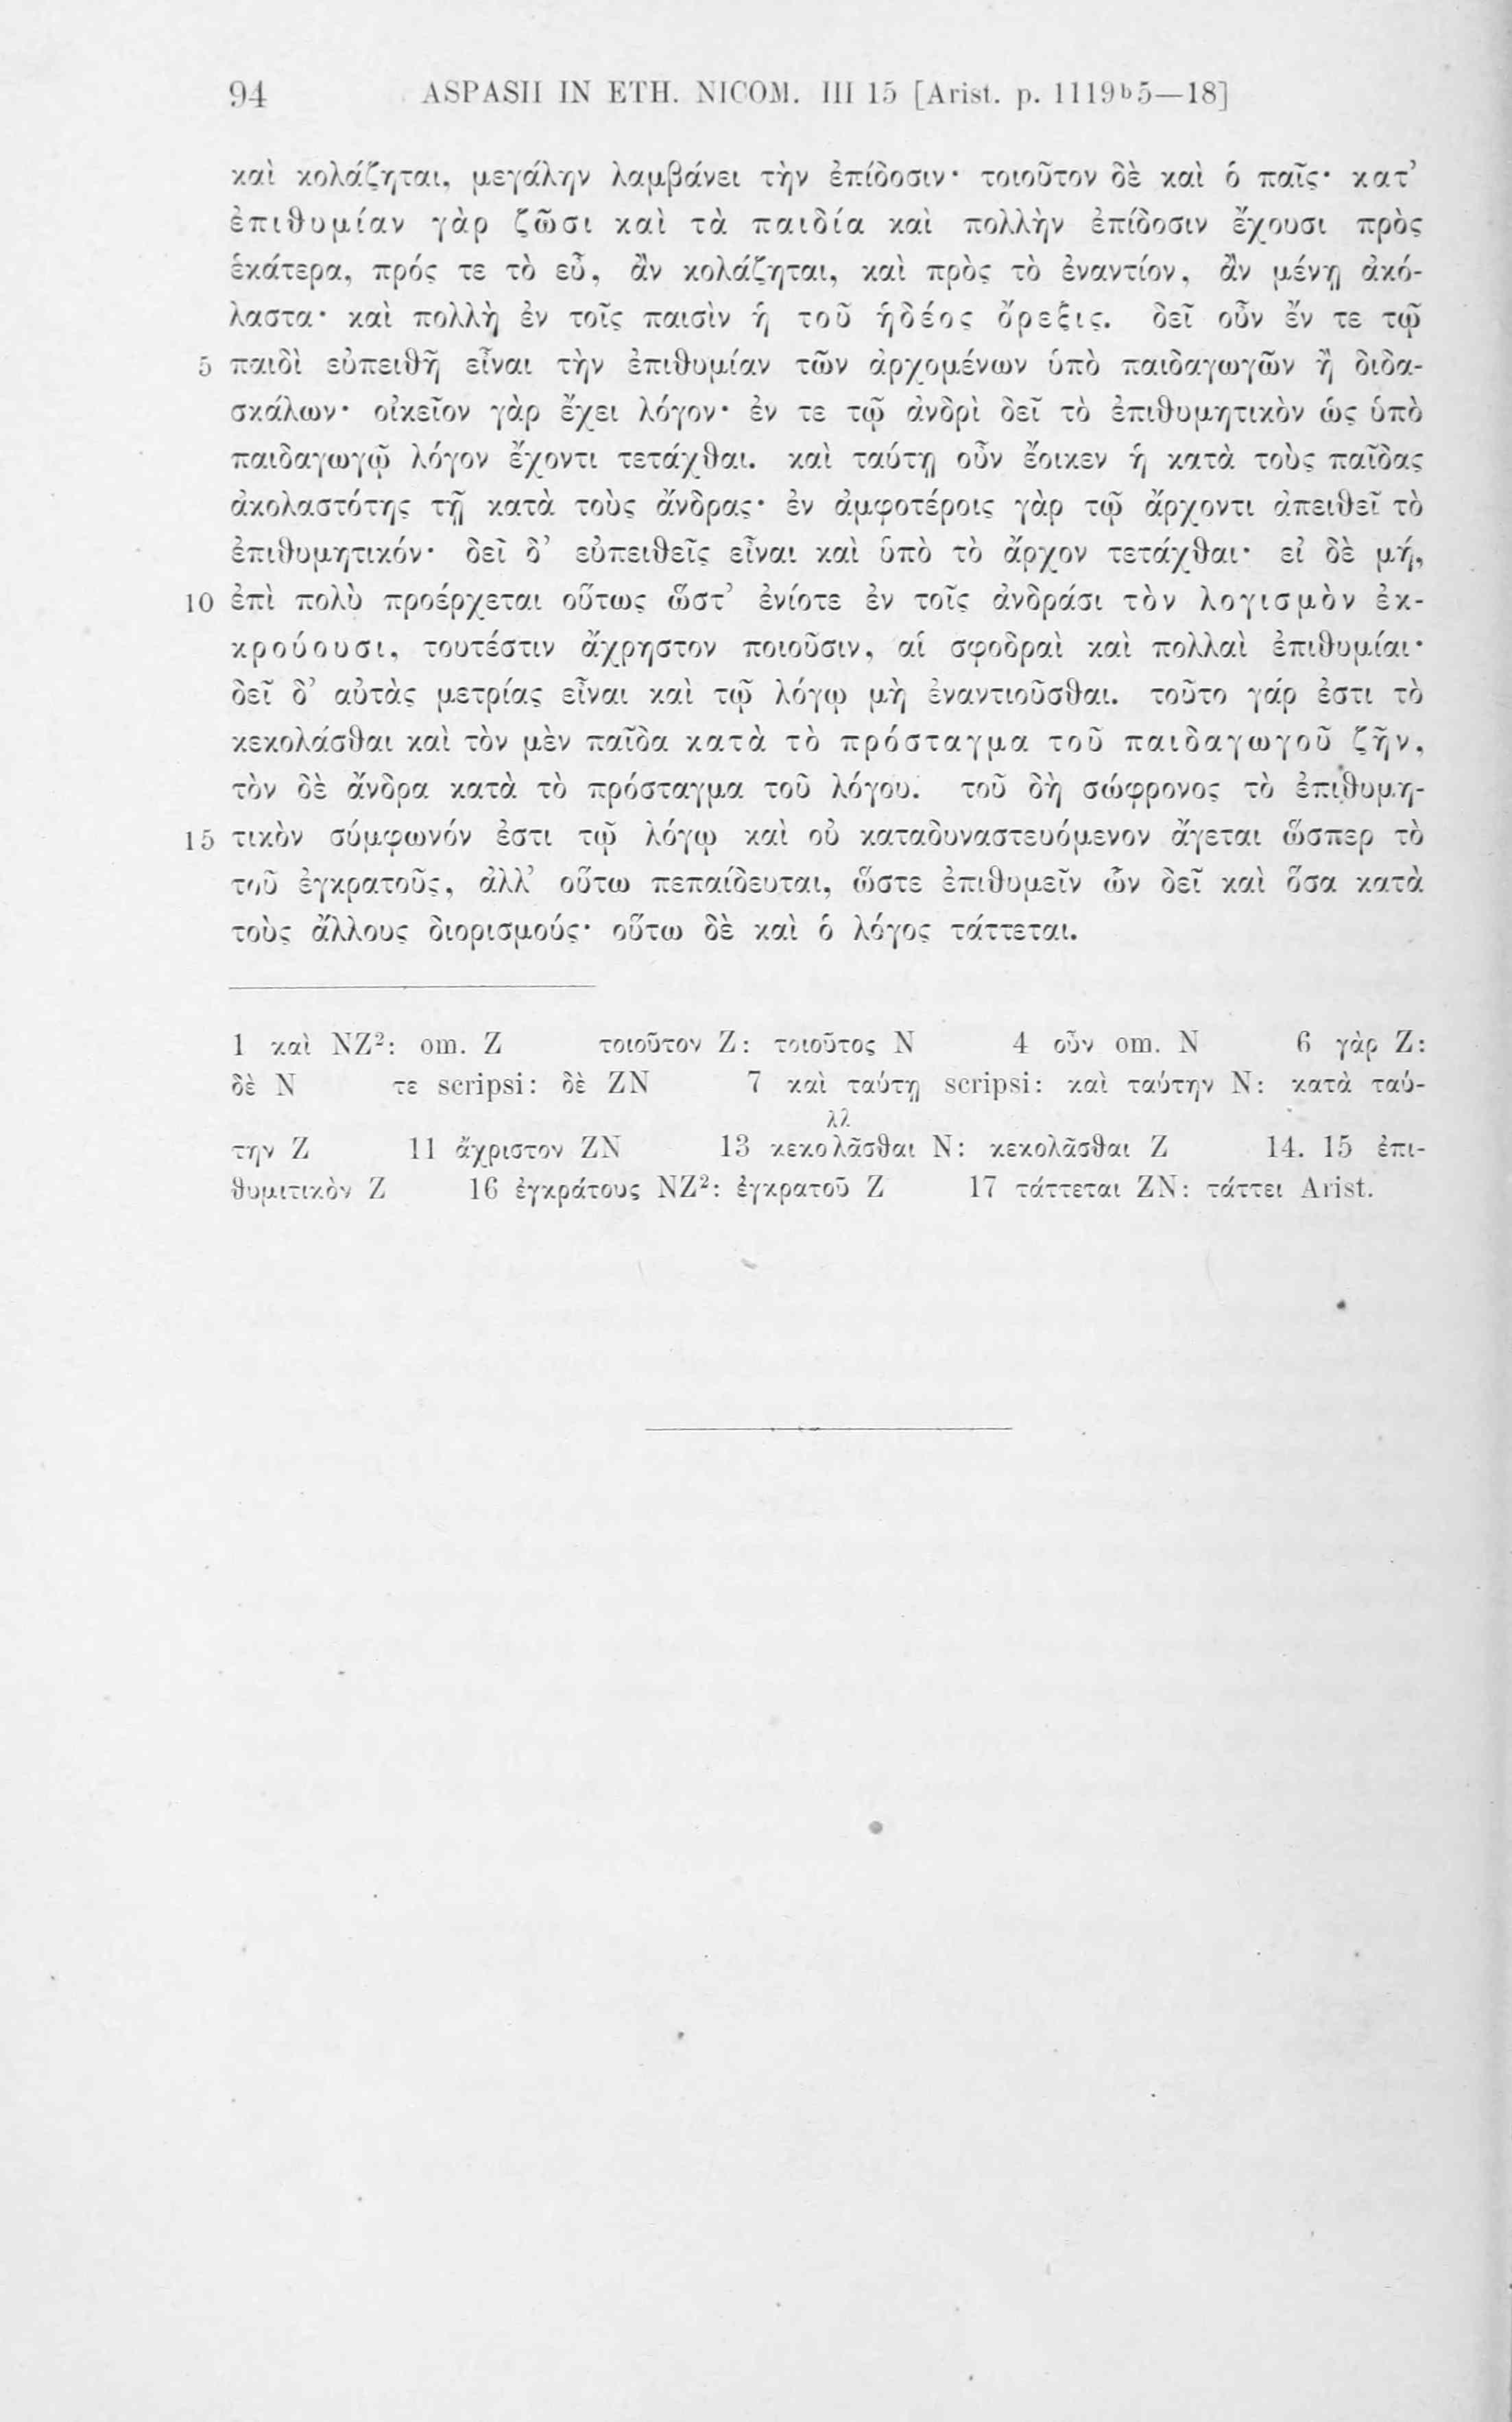 94 ASPASII IN ETH. NICOM. III 15 [Arist. p. 1119b5—18]
καὶ κολάζηται, μεγάλην λαμβάνει τὴν ἐπίδοσιν· τοιοῦτον δὲ καὶ ὁ παῖς· κατ’
ἐπιθυμίαν γὰρ ζῶσι καὶ τὰ παιδία καὶ πολλὴν ἐπίδοσιν ἔχουσι πρὸς
ἑκάτερα, πρός τε τὸ εὖ, ἂν κολάζηται, καὶ πρὸς τὸ ἐναντίον, ἂν μένῃ ἀκό-
λαστα· καὶ πολλὴ ἐν τοῖς παισὶν ἡ τοῦ ἡδέος ὄρεξις. δεῖ οὖν ἔν τε τῷ
5 παιδὶ εὐπειθῆ εἶναι τὴν ἐπιθυμίαν τῶν ἀρχομένων ὑπὸ παιδαγωγῶν ἢ διδα-
σκάλων· οἰκεῖον γὰρ ἔχει λόγον· ἐν τε τῷ ἀνδρὶ δεῖ τὸ ἐπιθυμητικὸν ὡς ὑπὸ
παιδαγωγῷ λόγον ἔχοντι τετάχθαι. καὶ ταύτῃ οὖν ἔοικεν ἡ κατὰ τοὺς παῖδας
ἀκολαστότης τῇ κατὰ τοὺς ἄνδρας· ἐν ἀμφοτέροις γὰρ τῷ ἄρχοντι ἀπειθεῖ τὸ
ἐπιθυμητικόν· δεῖ δ’ εὐπειθεῖς εἶναι καὶ ὑπὸ τὸ ἄρχον τετάχθαι· εἰ δὲ μή,
10 ἐπὶ πολὺ προέρχεται οὕτως ὥστ’ ἐνίοτε ἐν τοῖς ἀνδράσι τὸν λογισμὸν ἐκ-
κρούουσι, τουτέστιν ἄχρηστον ποιοῦσιν, αἱ σφοδραὶ καὶ πολλαὶ ἐπιθυμίαι·
δεῖ δ’ αὐτὰς μετρίας εἶναι καὶ τῷ λόγῳ μὴ ἐναντιοῦσθαι. τοῦτο γάρ ἐστι τὸ
κεκολάσθαι καὶ τὸν μὲν παῖδα κατὰ τὸ πρόσταγμα τοῦ παιδαγωγοῦ ζῆν,
τὸν δὲ ἄνδρα κατὰ τὸ πρόσταγμα τοῦ λόγου. τοῦ δὴ σώφρονος τὸ ἐπιθυμη-
15 τικὸν σύμφωνόν ἐστι τῷ λόγῳ καὶ οὐ καταδυναστευόμενον ἄγεται ὥσπερ τὸ
τοῦ ἐγκρατοῦς, ἀλλ’ οὕτω πεπαίδευται, ὥστε ἐπιθυμεῖν ὧν δεῖ καὶ ὅσα κατὰ
τοὺς ἄλλους διορισμούς· οὕτω δὲ καὶ ὁ λόγος τάττεται.
1 καὶ NZ²: om. Z τοιοῦτον Z: τοιοῦτος N 4 οὖν om. N 6 γὰρ Z:
δὲ N τε scripsi: δὲ ZN 7 καὶ ταύτῃ scripsi: καὶ ταύτην N: κατὰ ταύ-
λλ
την Z 11 ἄχριστον ZN 13 κεκολᾶσθαι N: κεκολᾶσθαι Z 14. 15 ἐπι-
θυμιτικὸν Z 16 ἐγκράτους NZ²: ἐγκρατοῦ Z 17 τάττεται ZN: τάττει Arist.